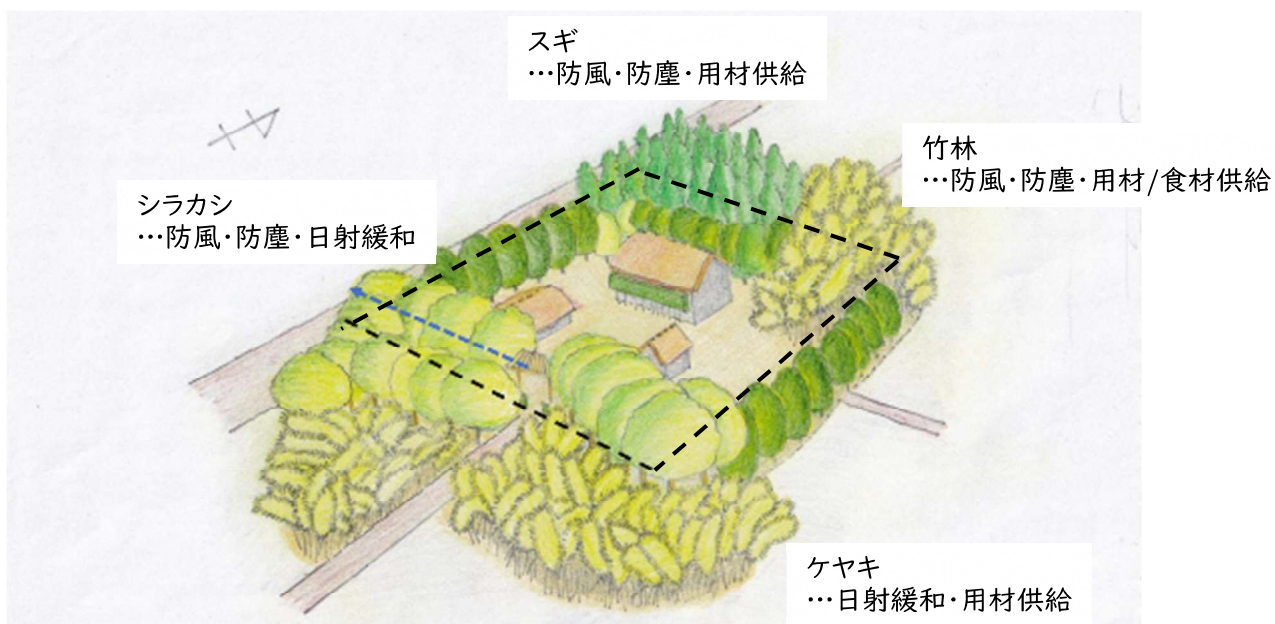 スギ
…防風・防塵・用材供給
竹林
…防風・防塵・用材/食材供給
シラカシ
…防風・防塵・日射緩和
ケヤキ
…日射緩和・用材供給